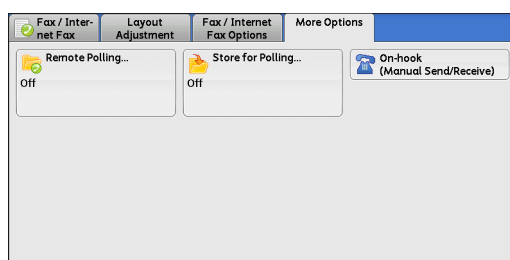 Fax / Inter-
net Fax
Layout
Adjustment
Fax / Internet
Fax Options
More Options
Remote Polling...
Off
Store for Polling...
Off
On-hook
(Manual Send/Receive)